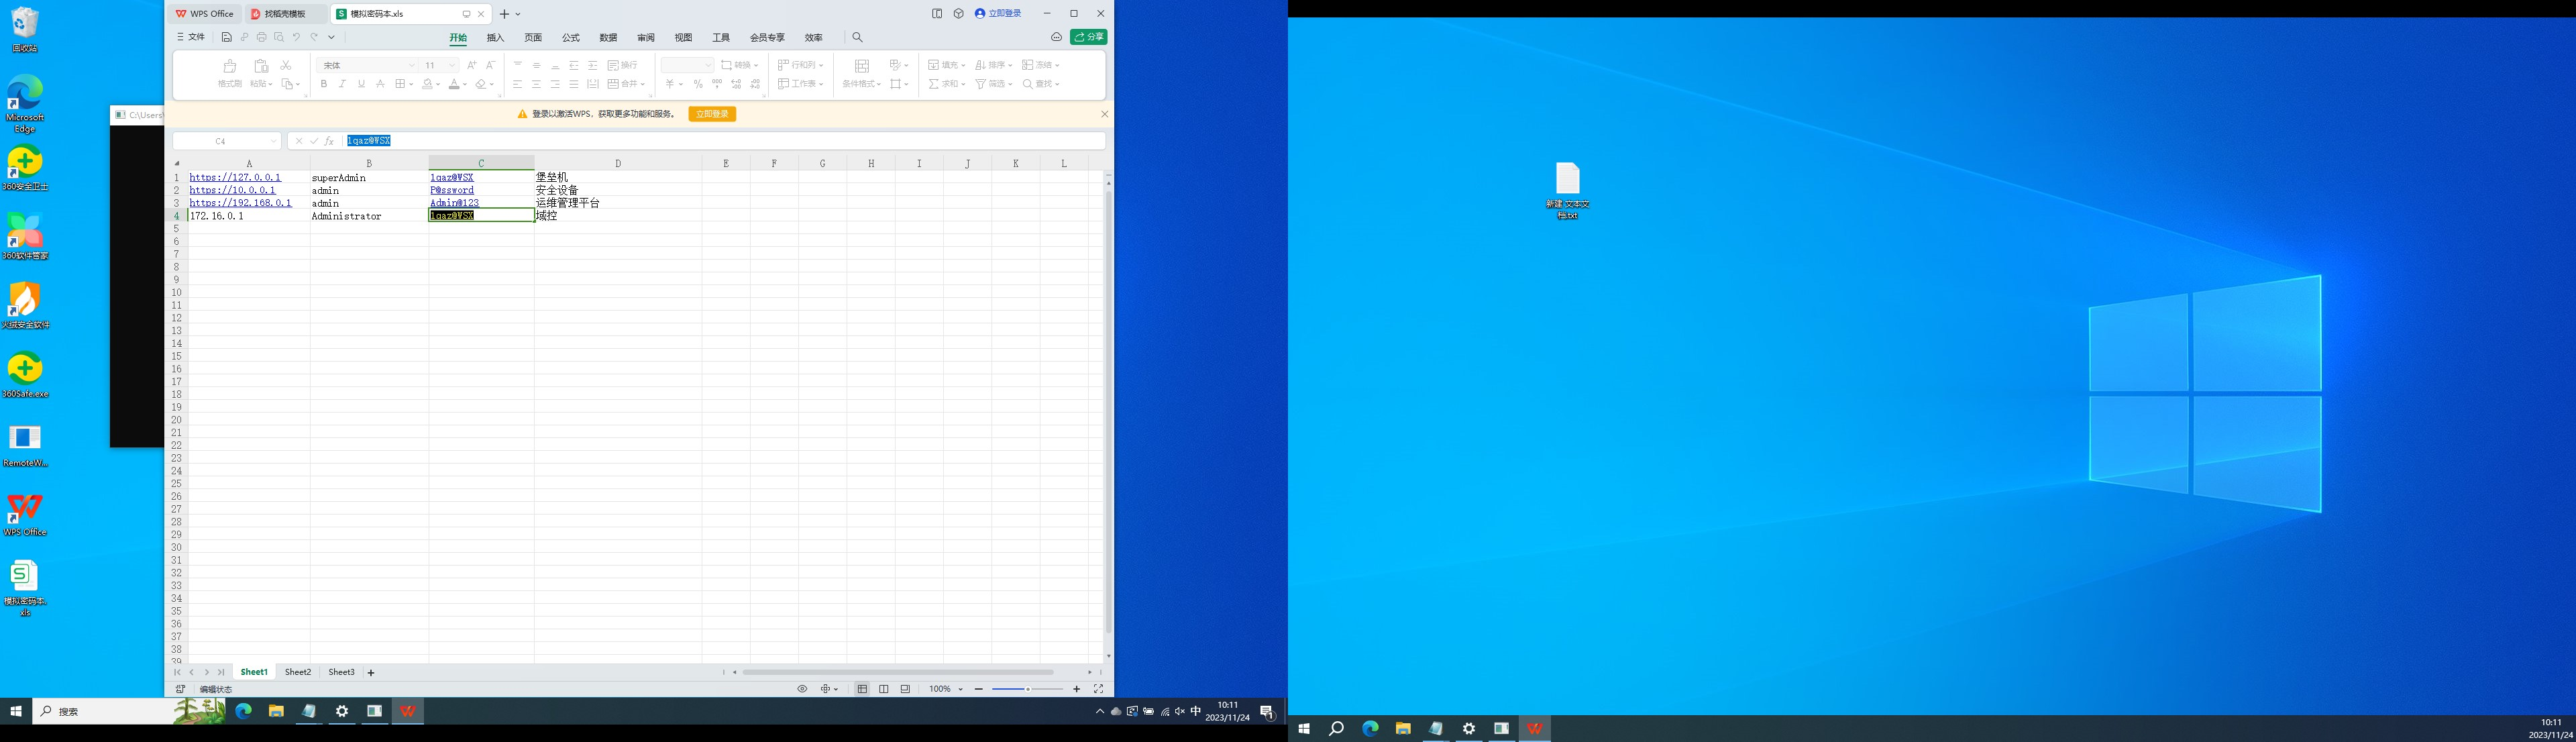 回收站
Microsoft Edge
360安全卫士
360软件管家
火绒安全软件
360Safe.exe
RemoteW...
WPS Office
模拟密码本.xls
C:\Users\
WPS Office
找稻壳模板
模拟密码本.xls
立即登录
文件
开始 插入 页面 公式 数据 审阅 视图 工具 会员专享 效率
分享
宋体 11
换行
转换
行和列
填充 排序 冻结
格式刷 粘贴
合并
工作表
条件格式
求和 筛选 查找
登录以激活WPS，获取更多功能和服务。 立即登录
C4 fx 1qaz@WSX
A B C D E F G H I J K L
1 https://127.0.0.1 superAdmin 1qaz@WSX 堡垒机
2 https://10.0.0.1 admin P@ssword 安全设备
3 https://192.168.0.1 admin Admin@123 运维管理平台
4 172.16.0.1 Administrator 1qaz@WSX 域控
5
6
7
8
9
10
11
12
13
14
15
16
17
18
19
20
21
22
23
24
25
26
27
28
29
30
31
32
33
34
35
36
37
38
39
Sheet1 Sheet2 Sheet3
编辑状态
100%
搜索
中
10:11
2023/11/24
1
新建 文本文
档.txt
10:11
2023/11/24